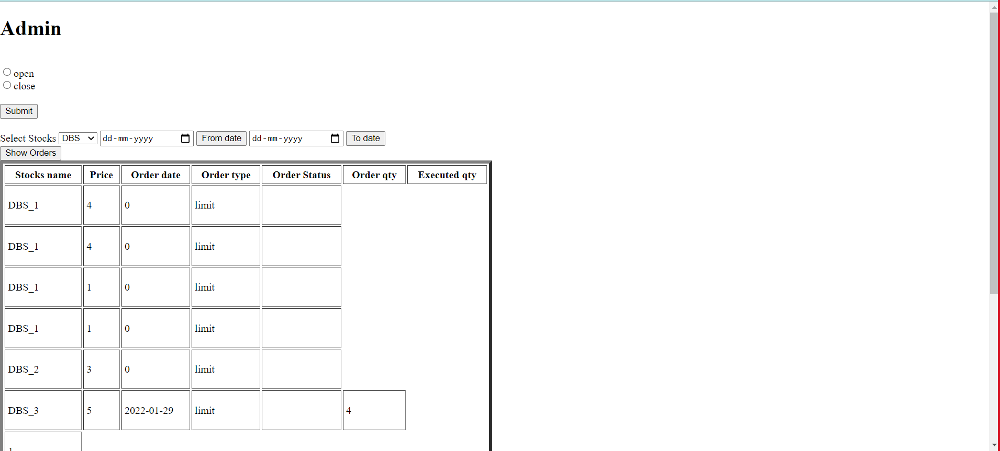 Admin
open
close
Submit
Select Stocks DBS dd-mm-yyyy From date dd-mm-yyyy To date
Show Orders
Stocks name Price Order date Order type Order Status Order qty Executed qty
DBS_1 4 0 limit
DBS_1 4 0 limit
DBS_1 1 0 limit
DBS_1 1 0 limit
DBS_2 3 0 limit
DBS_3 5 2022-01-29 limit 4